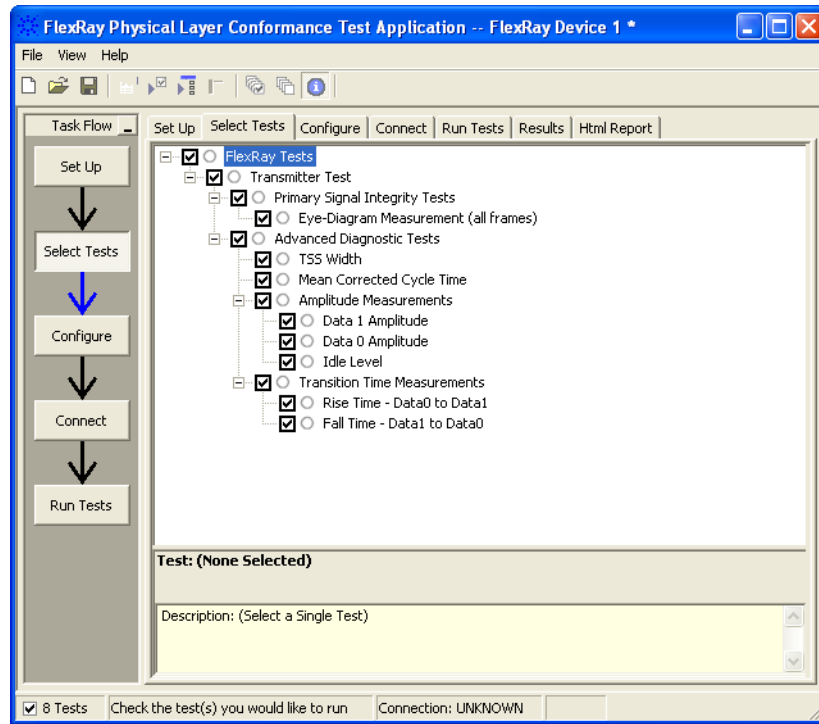 FlexRay Physical Layer Conformance Test Application -- FlexRay Device 1 *
File View Help
Task Flow
Set Up Select Tests Configure Connect Run Tests Results Html Report
Set Up
Select Tests
Configure
Connect
Run Tests
FlexRay Tests
Transmitter Test
Primary Signal Integrity Tests
Eye-Diagram Measurement (all frames)
Advanced Diagnostic Tests
TSS Width
Mean Corrected Cycle Time
Amplitude Measurements
Data 1 Amplitude
Data 0 Amplitude
Idle Level
Transition Time Measurements
Rise Time - Data0 to Data1
Fall Time - Data1 to Data0
Test: (None Selected)
Description: (Select a Single Test)
8 Tests Check the test(s) you would like to run Connection: UNKNOWN